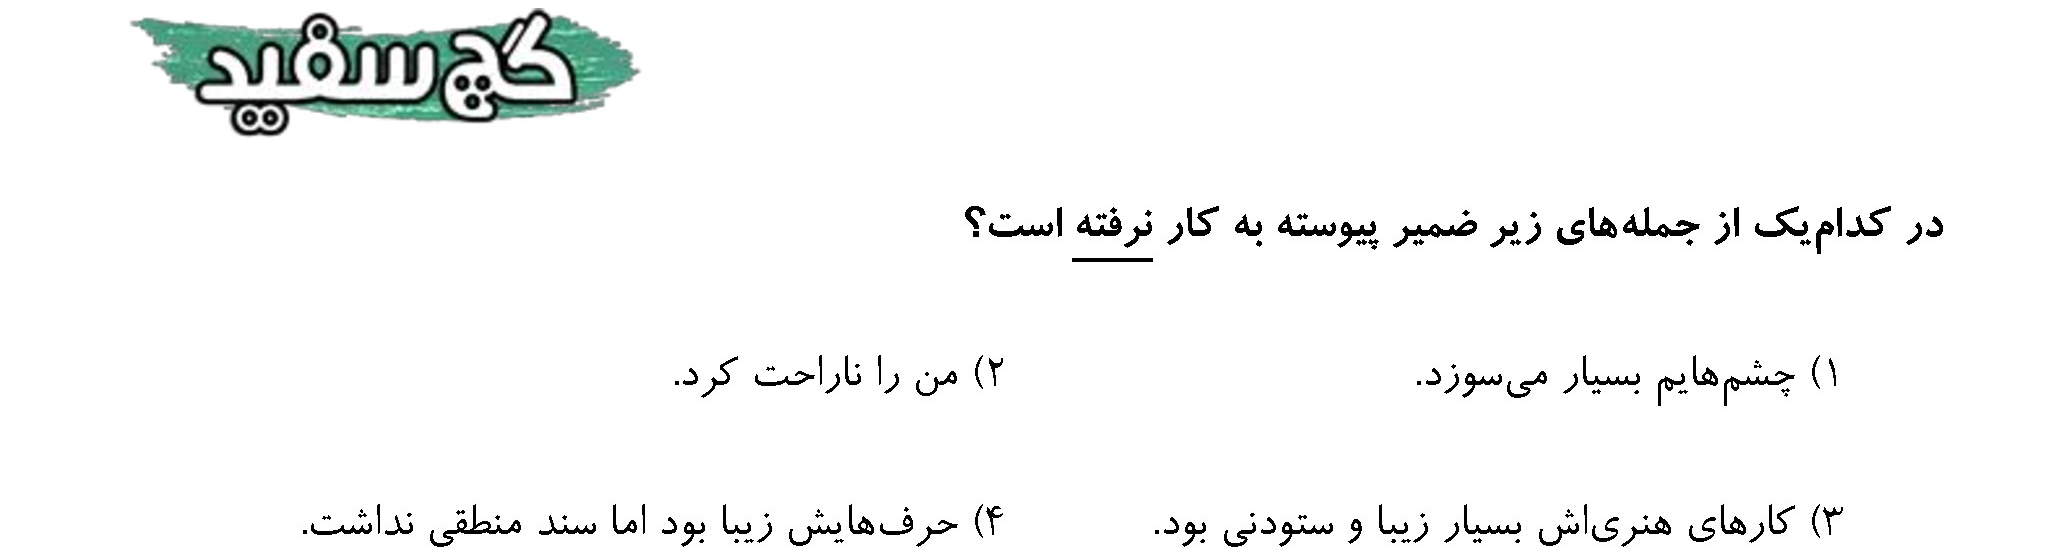 گچ سفید
در کدام‌یک از جمله‌های زیر ضمیر پیوسته به کار نرفته است؟
۱) چشم‌هایم بسیار می‌سوزد. ۲) من را ناراحت کرد.
۳) کارهای هنری‌اش بسیار زیبا و ستودنی بود. ۴) حرف‌هایش زیبا بود اما سند منطقی نداشت.